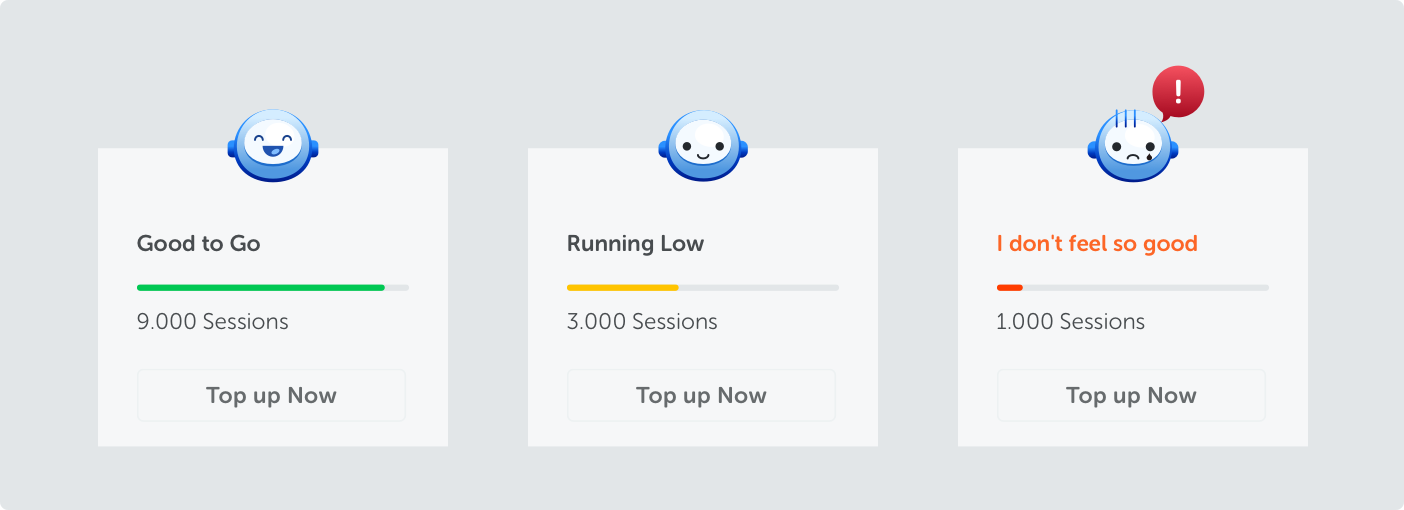 !
Good to Go
9.000 Sessions
Top up Now
Running Low
3.000 Sessions
Top up Now
I don't feel so good
1.000 Sessions
Top up Now